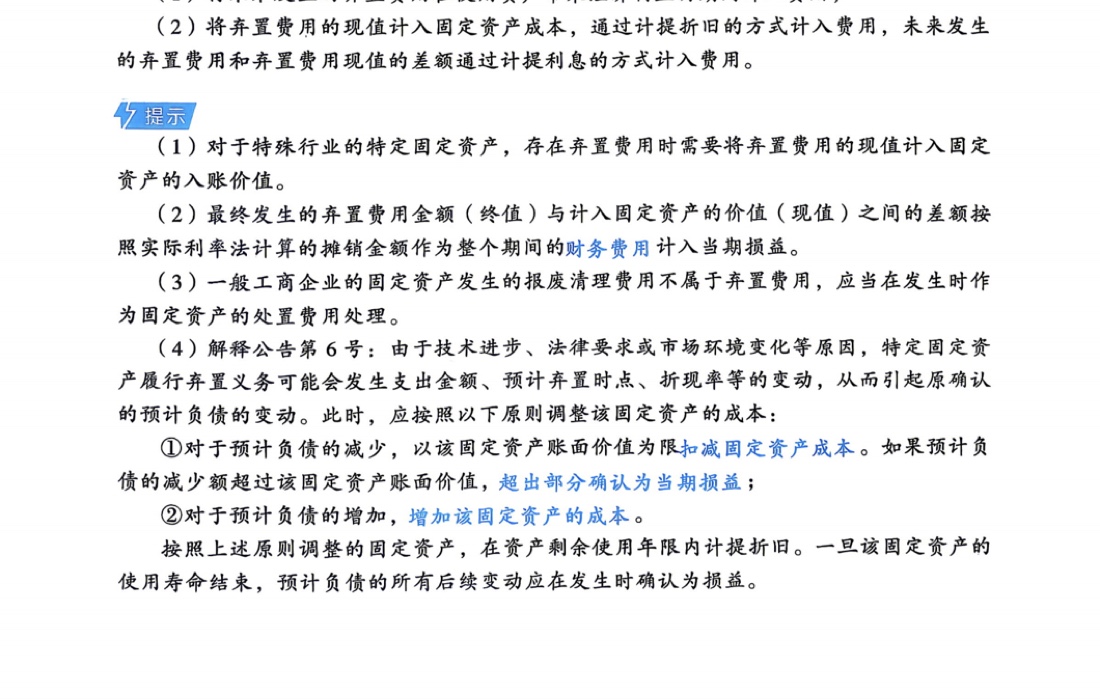 （2）将弃置费用的现值计入固定资产成本，通过计提折旧的方式计入费用，未来发生
的弃置费用和弃置费用现值的差额通过计提利息的方式计入费用。
提示
（1）对于特殊行业的特定固定资产，存在弃置费用时需要将弃置费用的现值计入固定
资产的入账价值。
（2）最终发生的弃置费用金额（终值）与计入固定资产的价值（现值）之间的差额按
照实际利率法计算的摊销金额作为整个期间的财务费用计入当期损益。
（3）一般工商企业的固定资产发生的报废清理费用不属于弃置费用，应当在发生时作
为固定资产的处置费用处理。
（4）解释公告第6号：由于技术进步、法律要求或市场环境变化等原因，特定固定资
产履行弃置义务可能会发生支出金额、预计弃置时点、折现率等的变动，从而引起原确认
的预计负债的变动。此时，应按照以下原则调整该固定资产的成本：
①对于预计负债的减少，以该固定资产账面价值为限扣减固定资产成本。如果预计负
债的减少额超过该固定资产账面价值，超出部分确认为当期损益；
②对于预计负债的增加，增加该固定资产的成本。
按照上述原则调整的固定资产，在资产剩余使用年限内计提折旧。一旦该固定资产的
使用寿命结束，预计负债的所有后续变动应在发生时确认为损益。